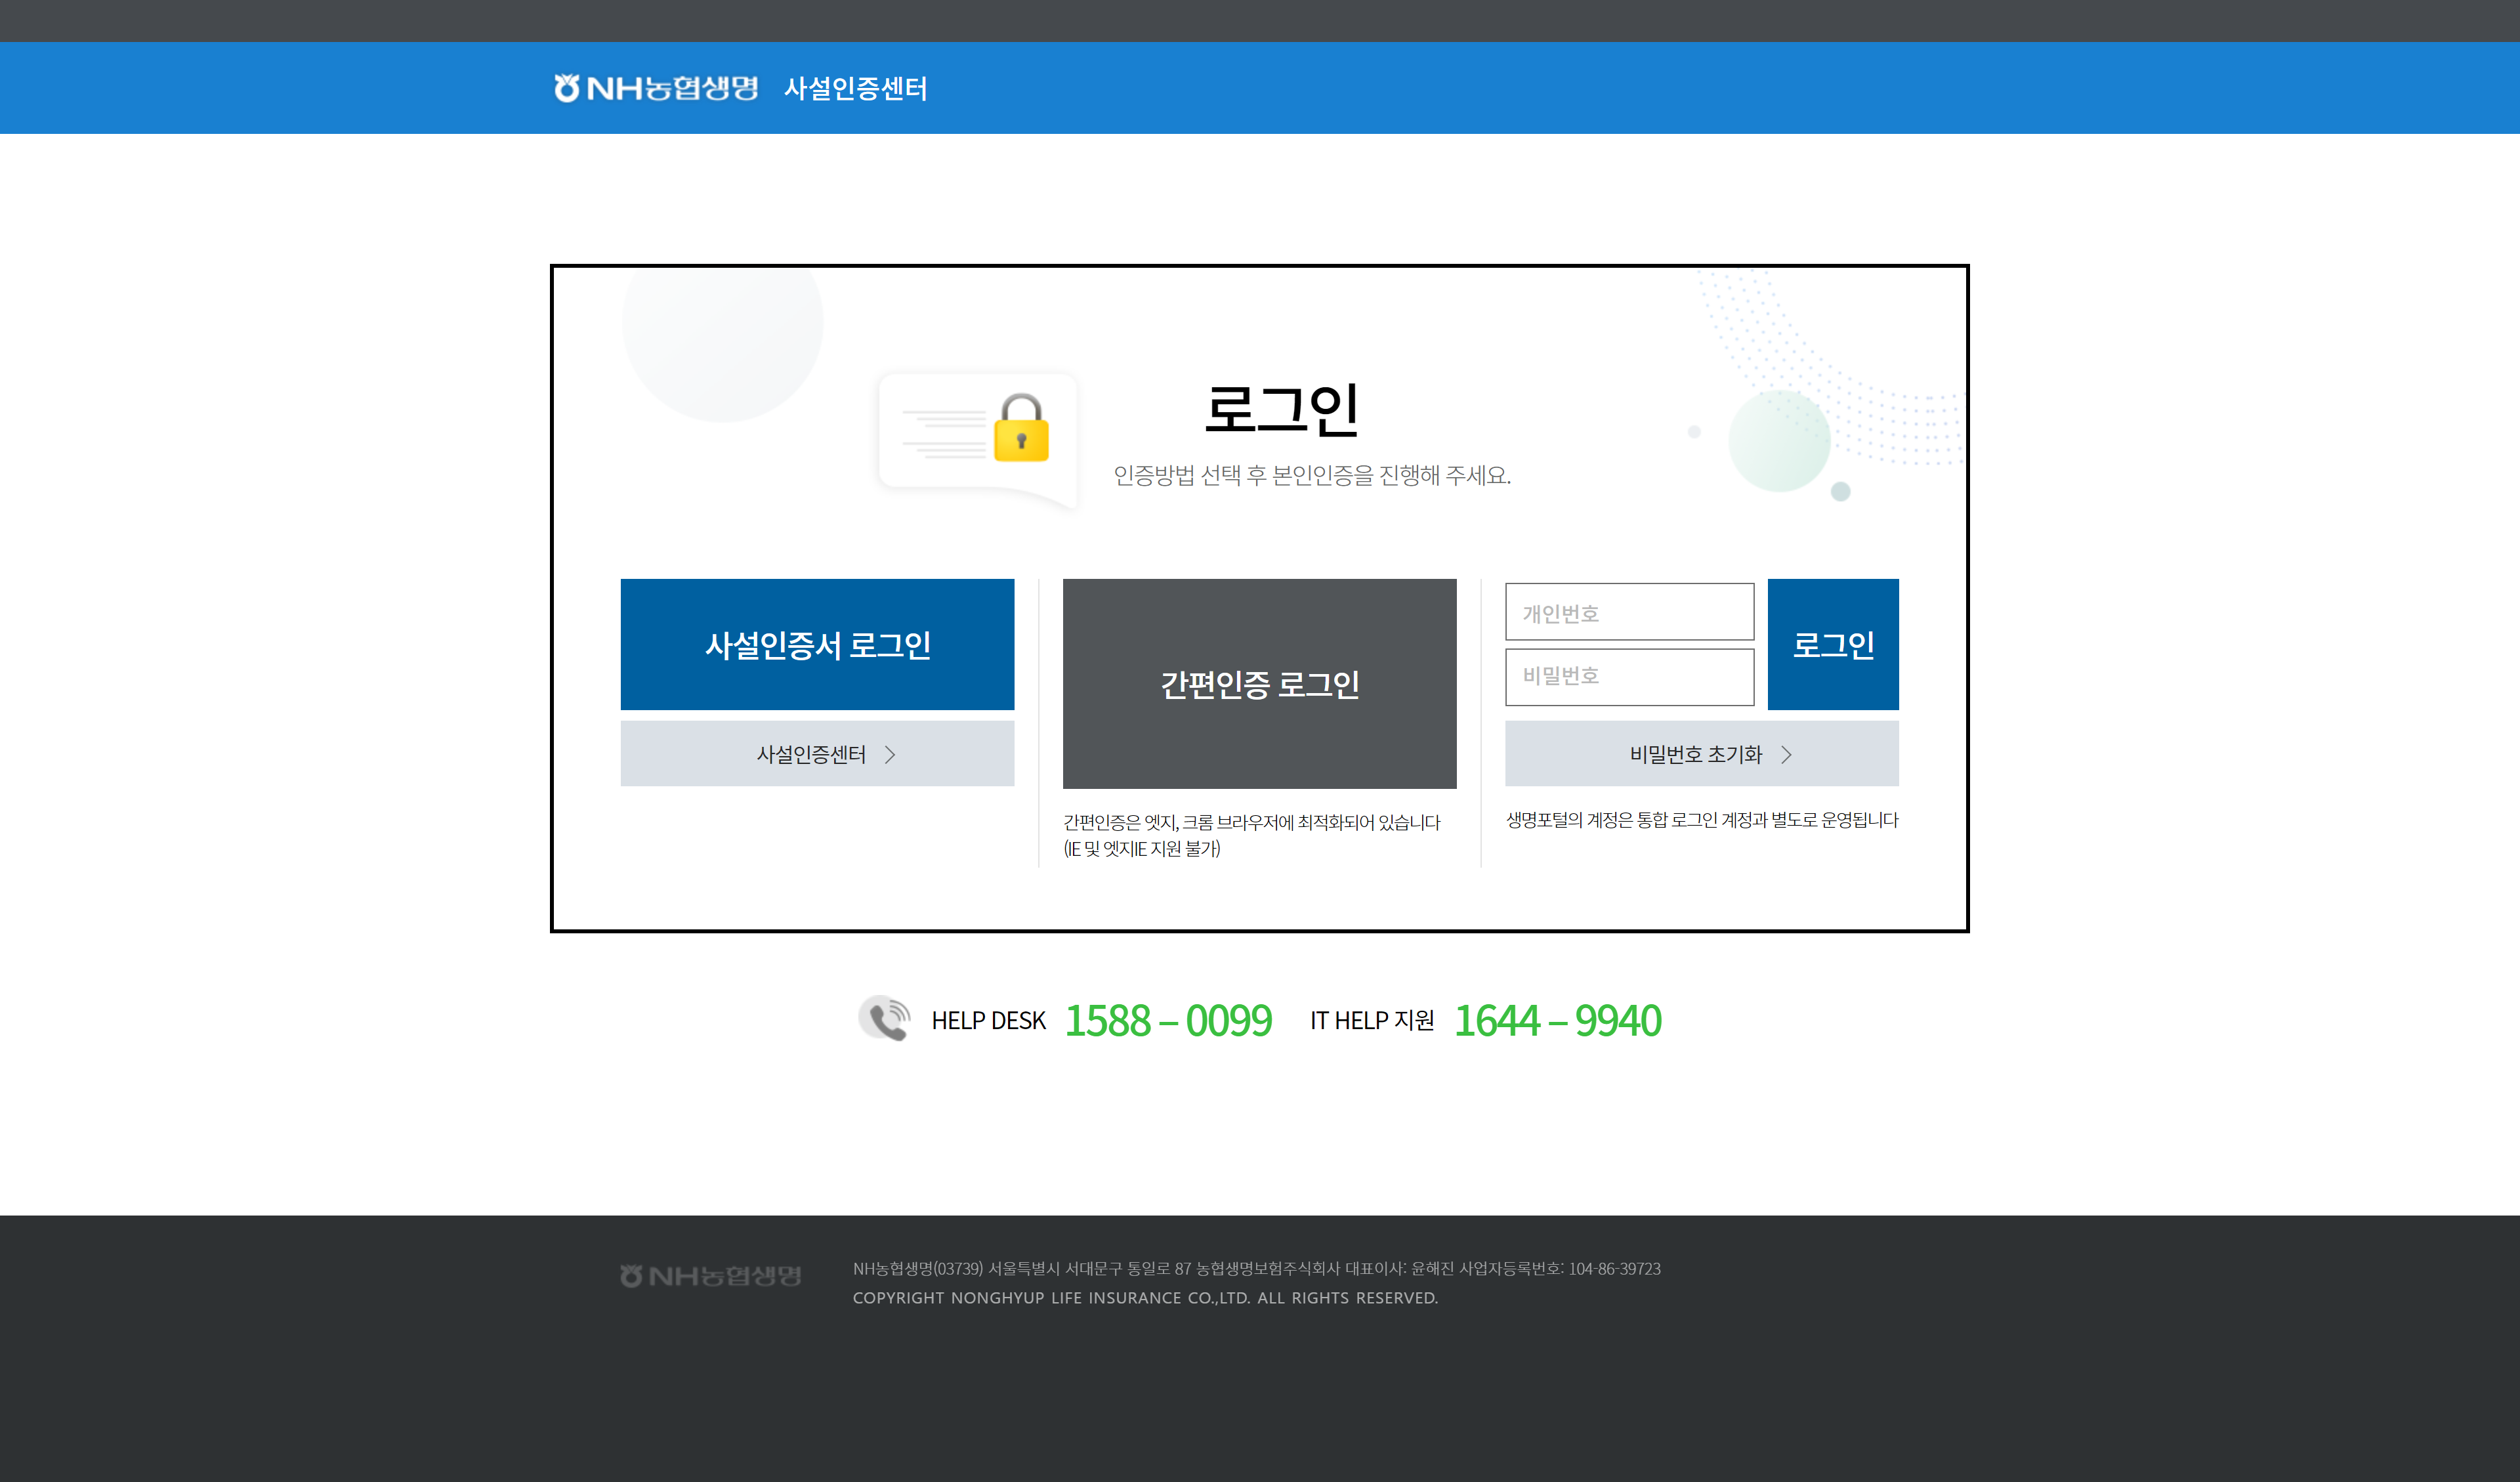 NH농협생명 사설인증센터
로그인
인증방법 선택 후 본인인증을 진행해 주세요.
사설인증서 로그인
사설인증센터
간편인증 로그인
간편인증은 엣지, 크롬 브라우저에 최적화되어 있습니다
(IE 및 엣지IE 지원 불가)
개인번호
비밀번호
로그인
비밀번호 초기화
생명포털의 계정은 통합 로그인 계정과 별도로 운영됩니다
HELP DESK 1588 – 0099 IT HELP 지원 1644 – 9940
NH농협생명
NH농협생명(03739) 서울특별시 서대문구 통일로 87 농협생명보험주식회사 대표이사: 윤해진 사업자등록번호: 104-86-39723
COPYRIGHT NONGHYUP LIFE INSURANCE CO.,LTD. ALL RIGHTS RESERVED.